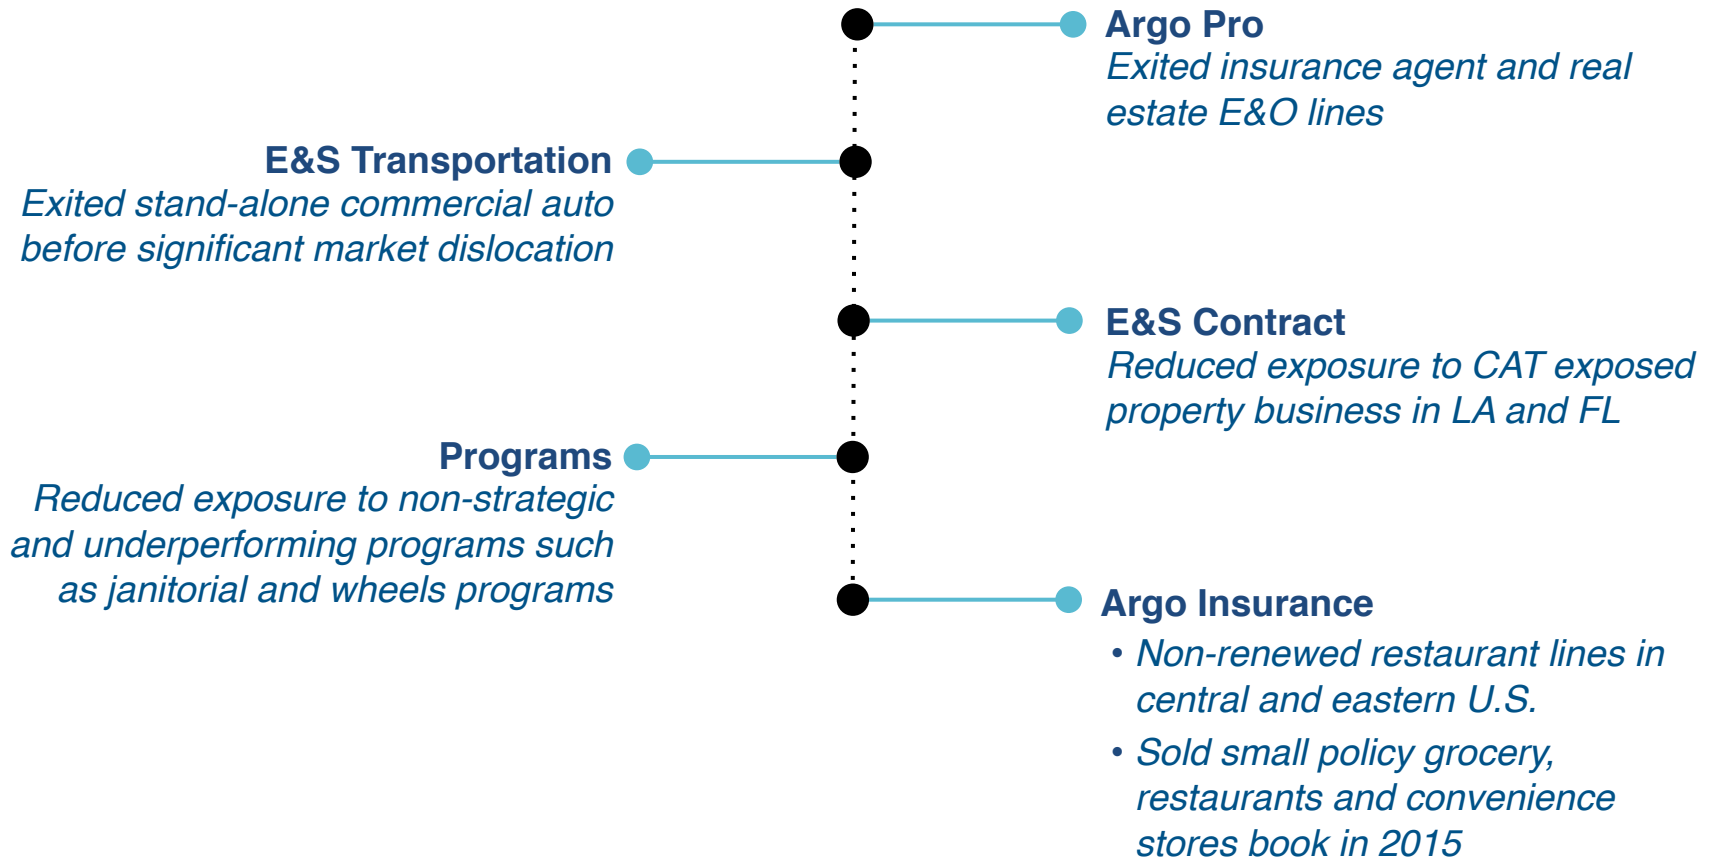 Argo Pro
Exited insurance agent and real
estate E&O lines
E&S Transportation
Exited stand-alone commercial auto
before significant market dislocation
E&S Contract
Reduced exposure to CAT exposed
property business in LA and FL
Programs
Reduced exposure to non-strategic
and underperforming programs such
as janitorial and wheels programs
Argo Insurance
• Non-renewed restaurant lines in
central and eastern U.S.
• Sold small policy grocery,
restaurants and convenience
stores book in 2015